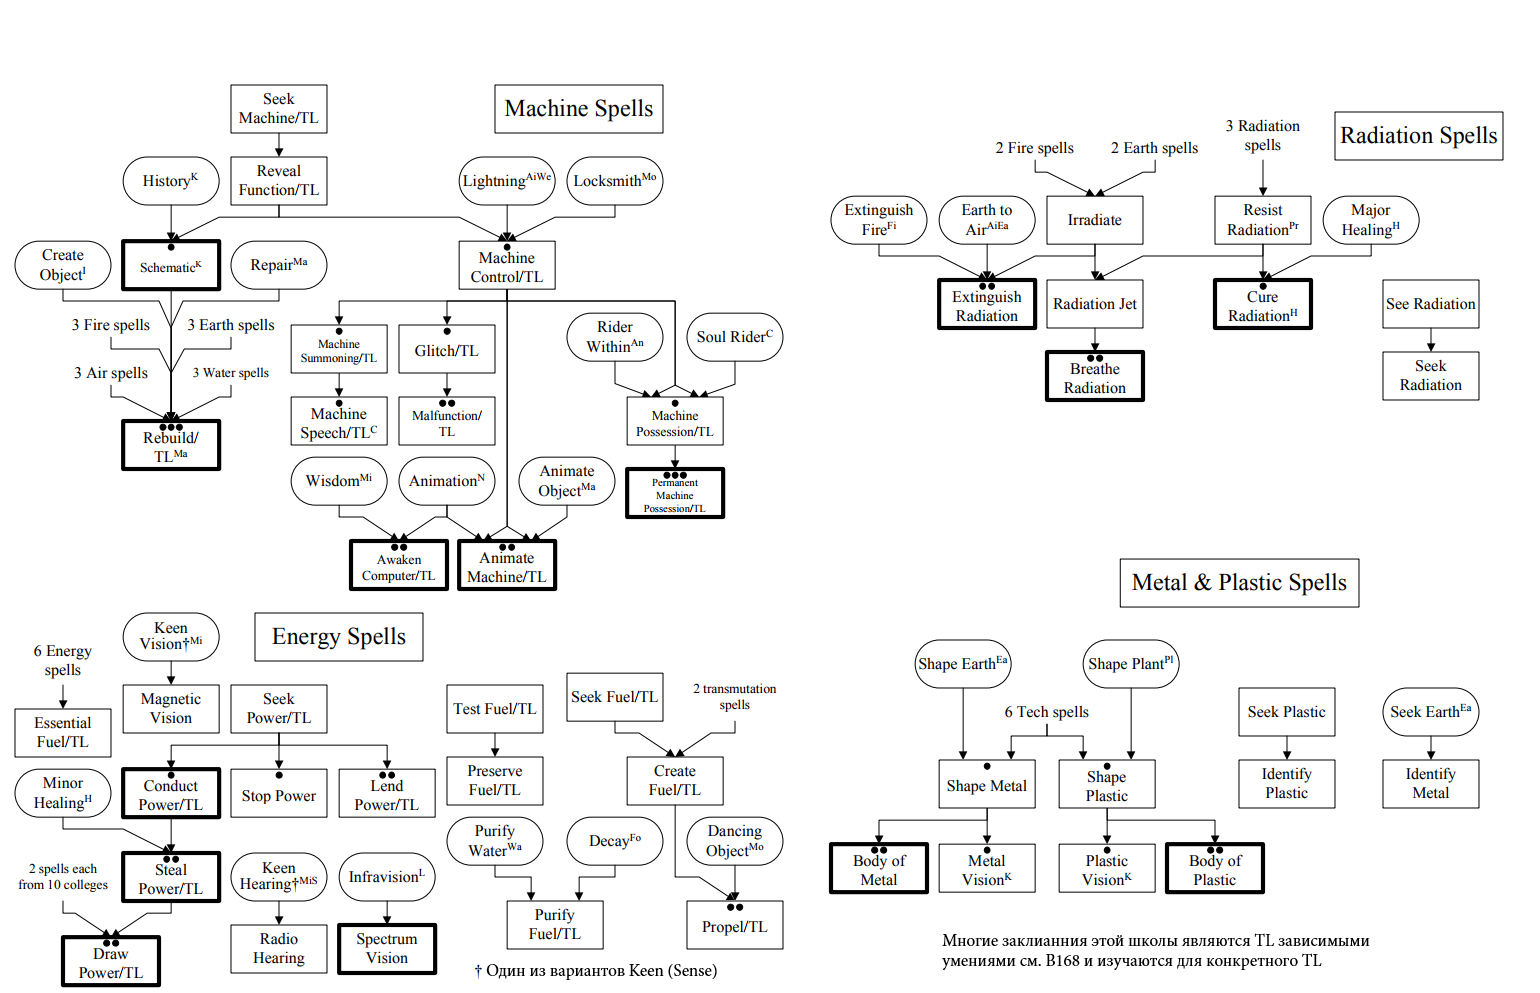 Machine Spells
Seek
Machine/TL
History^K
Reveal
Function/TL
Lightning^AiWe
Locksmith^Mo
Create
Object^I
Schematic^K
Repair^Ma
Machine
Control/TL
3 Fire spells
3 Earth spells
3 Air spells
3 Water spells
Machine
Summoning/TL
Glitch/TL
Rider
Within^An
Soul Rider^C
Rebuild/
TL^Ma
Machine
Speech/TL^C
Malfunction/
TL
Machine
Possession/TL
Wisdom^Mi
Animation^N
Animate
Object^Ma
Permanent
Machine
Possession/TL
Awaken
Computer/TL
Animate
Machine/TL
Radiation Spells
3 Radiation
spells
2 Fire spells
2 Earth spells
Extinguish
Fire^Fi
Earth to
Air^AiEa
Irradiate
Resist
Radiation^Pr
Major
Healing^H
Extinguish
Radiation
Radiation Jet
Cure
Radiation^H
See Radiation
Breathe
Radiation
Seek
Radiation
Energy Spells
6 Energy
spells
Keen
Vision†^Mi
Essential
Fuel/TL
Magnetic
Vision
Seek
Power/TL
Test Fuel/TL
Seek Fuel/TL
2 transmutation
spells
Minor
Healing^H
Conduct
Power/TL
Stop Power
Lend
Power/TL
Preserve
Fuel/TL
Create
Fuel/TL
2 spells each
from 10 colleges
Steal
Power/TL
Keen
Hearing†^MiS
Infravision^L
Purify
Water^Wa
Decay^Fo
Dancing
Object^Mo
Draw
Power/TL
Radio
Hearing
Spectrum
Vision
Purify
Fuel/TL
Propel/TL
† Один из вариантов Keen (Sense)
Metal & Plastic Spells
Shape Earth^Ea
Shape Plant^Pl
6 Tech spells
Seek Plastic
Seek Earth^Ea
Shape Metal
Shape
Plastic
Identify
Plastic
Identify
Metal
Body of
Metal
Metal
Vision^K
Plastic
Vision^K
Body of
Plastic
Многие заклианния этой школы являются TL зависимыми
умениями см. B168 и изучаются для конкретного TL